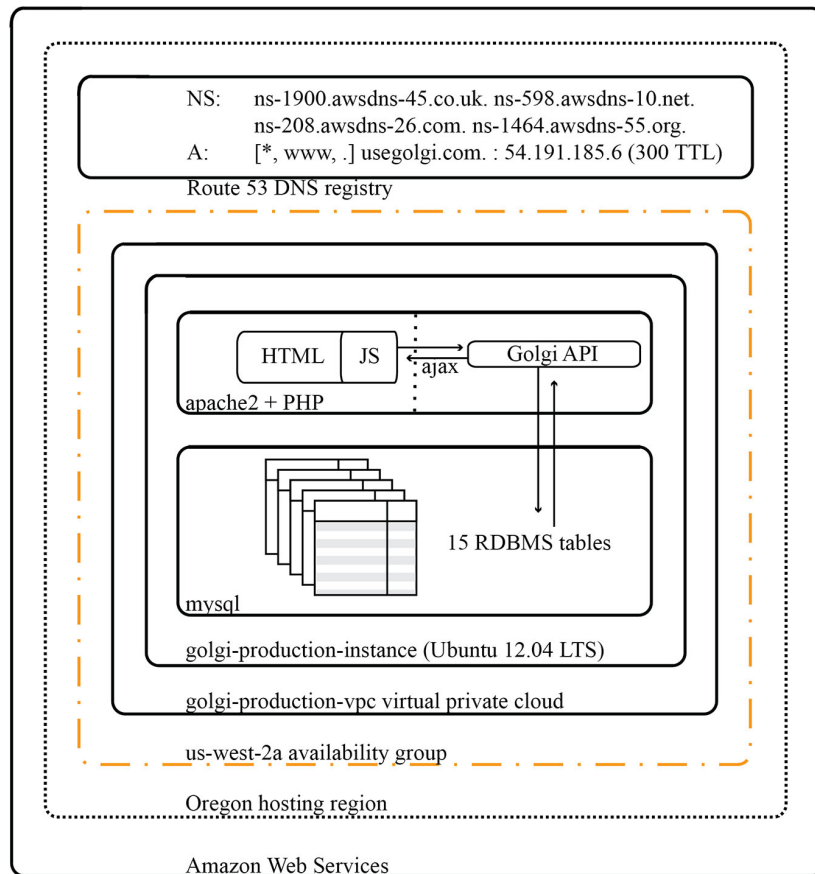 NS: ns-1900.awsdns-45.co.uk. ns-598.awsdns-10.net.
ns-208.awsdns-26.com. ns-1464.awsdns-55.org.
A: [*, www, .] usegolgi.com. : 54.191.185.6 (300 TTL)
Route 53 DNS registry
HTML JS Golgi API
ajax
apache2 + PHP
15 RDBMS tables
mysql
golgi-production-instance (Ubuntu 12.04 LTS)
golgi-production-vpc virtual private cloud
us-west-2a availability group
Oregon hosting region
Amazon Web Services